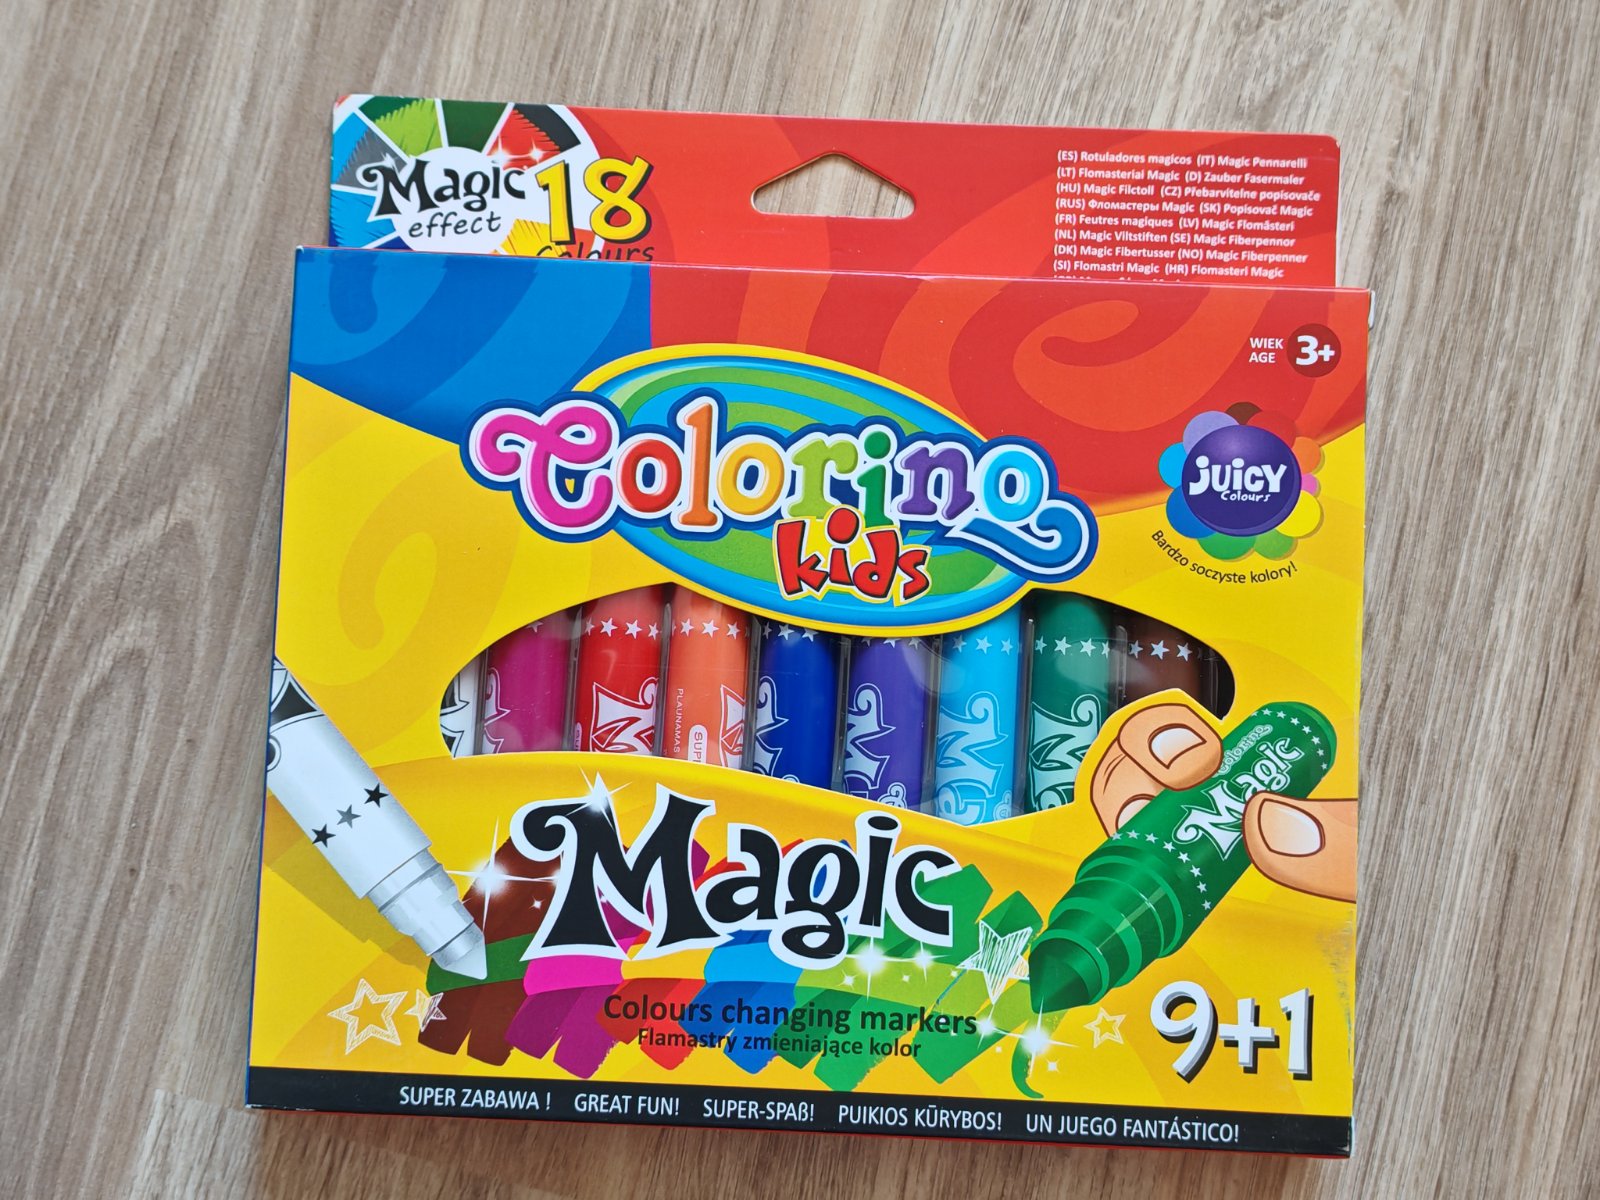 Magic
effect
18
Colours
(ES) Rotuladores magicos (IT) Magic Pennarelli
(LT) Flomasteriai Magic (D) Zauber Fasermaler
(HU) Magic Filctoll (CZ) Přebarvitelne popisovače
(RUS) Фломастеры Magic (SK) Popisovač Magic
(FR) Feutres magiques (LV) Magic Flomāsteri
(NL) Magic Viltstiften (SE) Magic Fiberpennor
(DK) Magic Fibertusser (NO) Magic Fiberpenner
(SI) Flomastri Magic (HR) Flomasteri Magic
WIEK
AGE
3+
Colorino
kids
JUICY
Colours
Bardzo soczyste kolory!
PLAUNAMAS
Colorino
Magic
Magic
Colours changing markers
Flamastry zmieniające kolor
9+1
SUPER ZABAWA ! GREAT FUN! SUPER-SPAß! PUIKIOS KŪRYBOS! UN JUEGO FANTÁSTICO!